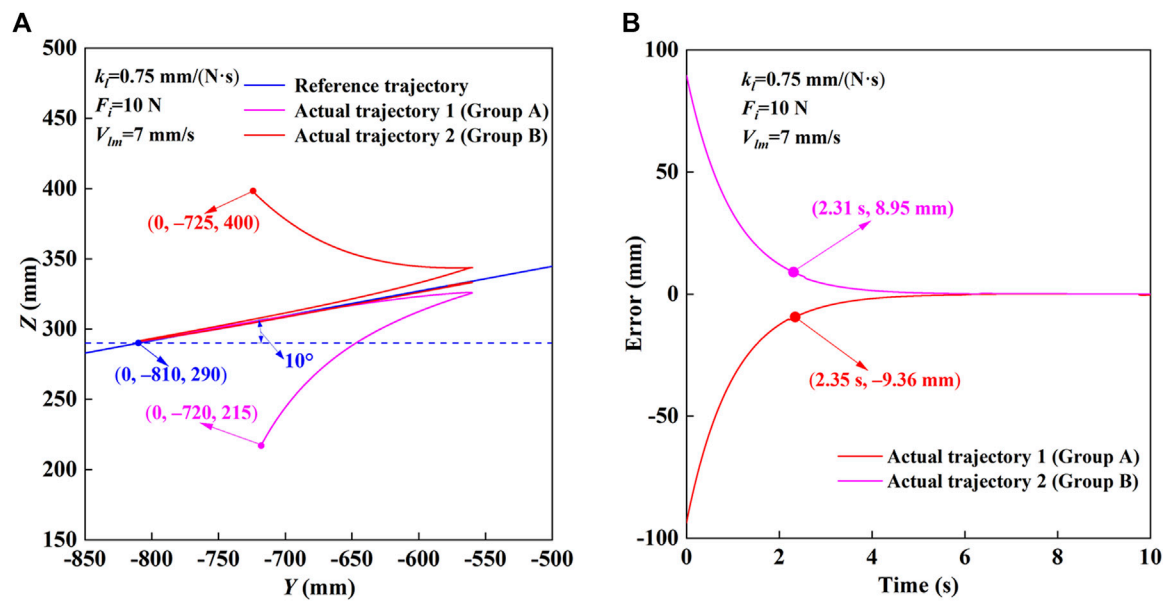 A
500
450
400
350
300
250
200
150
-850
-800
-750
-700
-650
-600
-550
-500
Z (mm)
Y (mm)
kl=0.75 mm/(N·s)
Fi=10 N
Vlm=7 mm/s
Reference trajectory
Actual trajectory 1 (Group A)
Actual trajectory 2 (Group B)
(0, −725, 400)
10°
(0, −810, 290)
(0, −720, 215)
B
100
50
0
-50
-100
0
2
4
6
8
10
Error (mm)
Time (s)
kl=0.75 mm/(N·s)
Fi=10 N
Vlm=7 mm/s
(2.31 s, 8.95 mm)
(2.35 s, −9.36 mm)
Actual trajectory 1 (Group A)
Actual trajectory 2 (Group B)